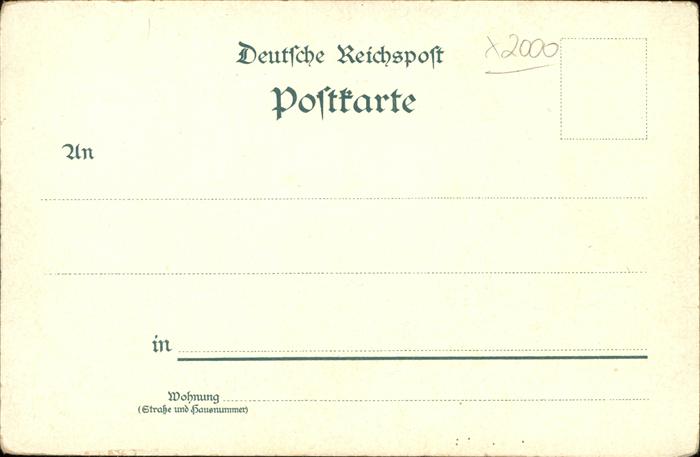 Deutſche Reichspoſt
x2000
Poſtkarte
An
in
Wohnung
(Straße und Hausnummer)